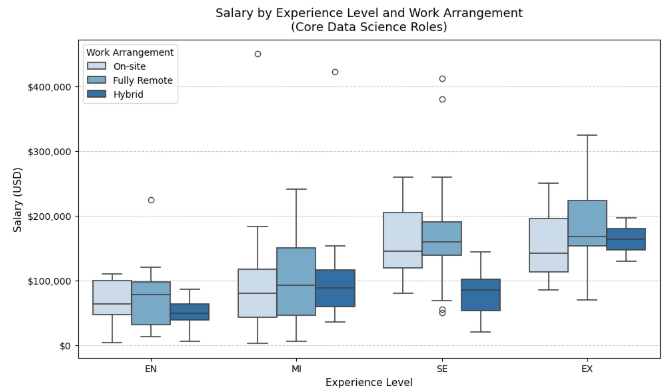 Salary by Experience Level and Work Arrangement
(Core Data Science Roles)
Work Arrangement
On-site
Fully Remote
Hybrid
Salary (USD)
$400,000
$300,000
$200,000
$100,000
$0
EN
MI
SE
EX
Experience Level